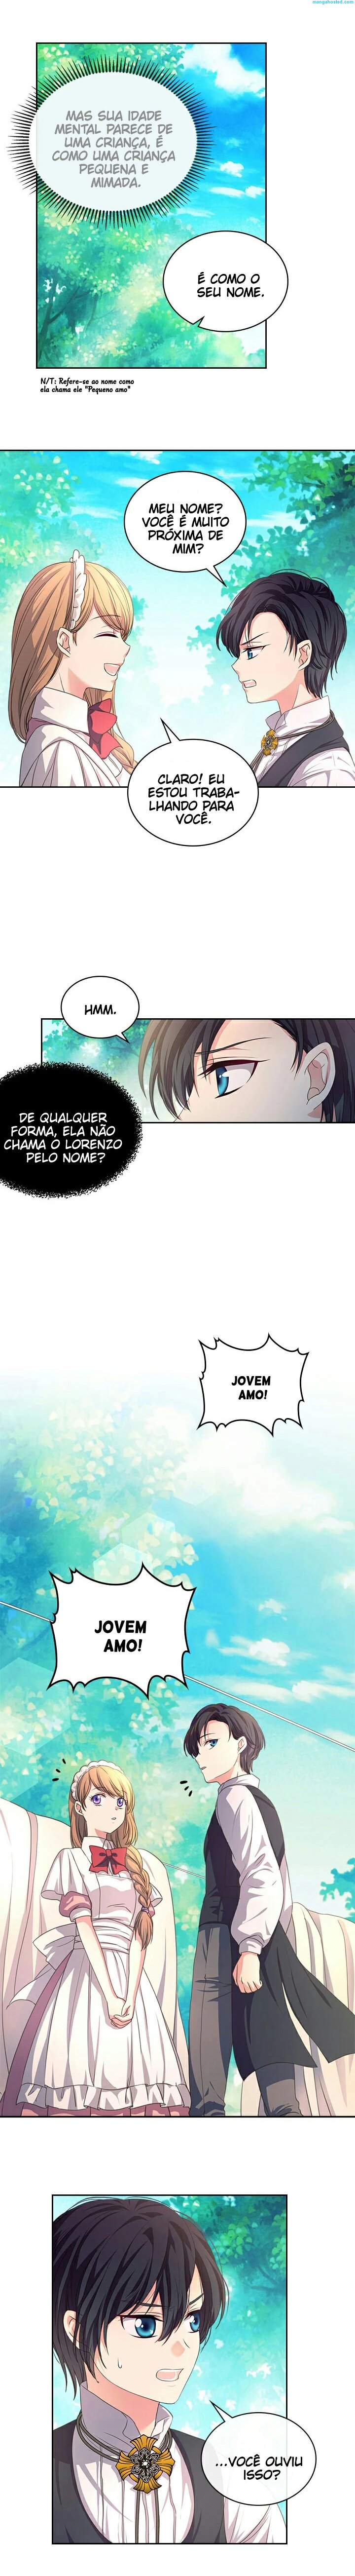 mangahosted.com
MAS SUA IDADE
MENTAL PARECE DE
UMA CRIANÇA, É
COMO UMA CRIANÇA
PEQUENA E
MIMADA.
É COMO O
SEU NOME.
N/T: Refere-se ao nome como
ela chama ele "Pequeno amo"
MEU NOME?
VOCÊ É MUITO
PRÓXIMA DE
MIM?
CLARO! EU
ESTOU TRABA-
LHANDO PARA
VOCÊ.
HMM.
DE QUALQUER
FORMA, ELA NÃO
CHAMA O LORENZO
PELO NOME?
JOVEM
AMO!
JOVEM
AMO!
...VOCÊ OUVIU
ISSO?